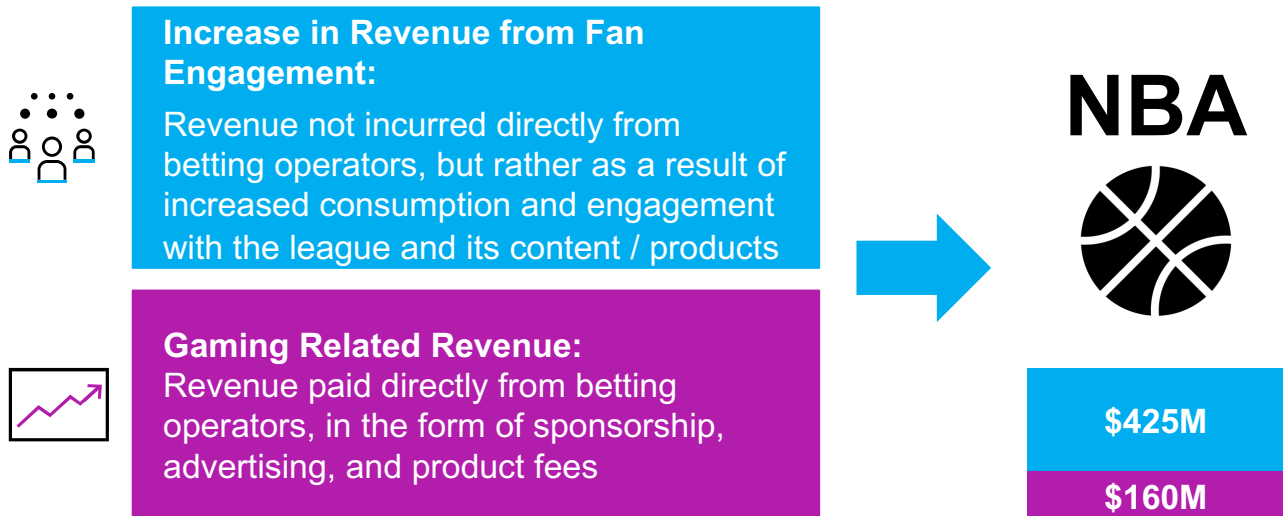 Increase in Revenue from Fan
Engagement:
Revenue not incurred directly from
betting operators, but rather as a result of
increased consumption and engagement
with the league and its content / products
Gaming Related Revenue:
Revenue paid directly from betting
operators, in the form of sponsorship,
advertising, and product fees
NBA
$425M
$160M